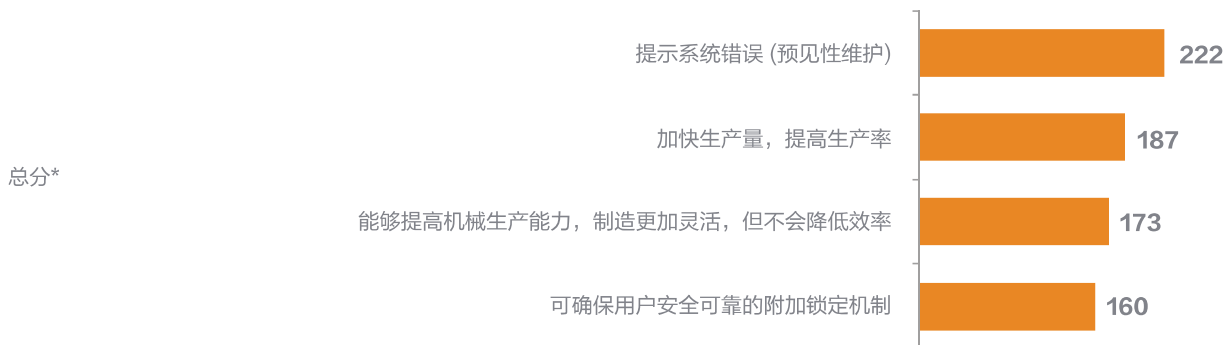 提示系统错误 (预见性维护)
222
加快生产量，提高生产率
187
总分*
能够提高机械生产能力，制造更加灵活，但不会降低效率
173
可确保用户安全可靠的附加锁定机制
160